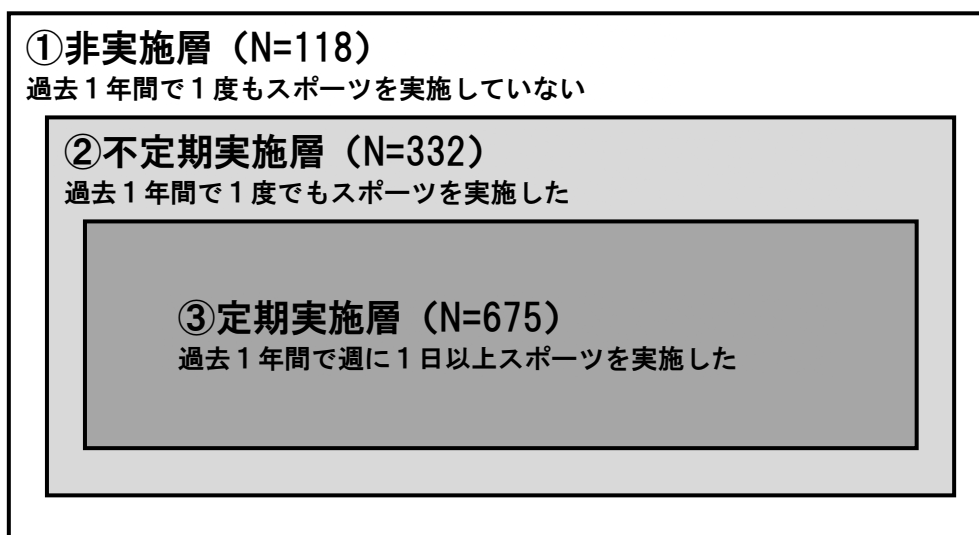 ①非実施層（N=118）
過去１年間で１度もスポーツを実施していない
②不定期実施層（N=332）
過去１年間で１度でもスポーツを実施した
③定期実施層（N=675）
過去１年間で週に１日以上スポーツを実施した